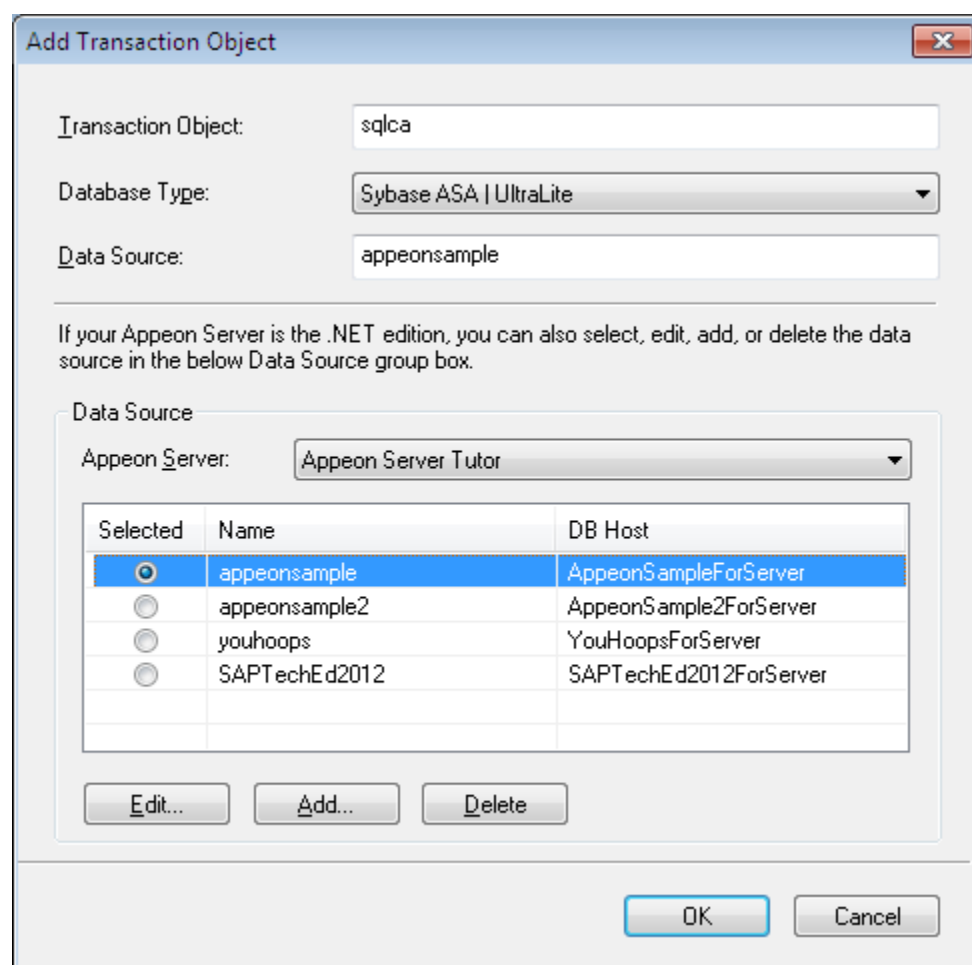 Add Transaction Object
Transaction Object: sqlca
Database Type: Sybase ASA | UltraLite
Data Source: appeonsample
If your Appeon Server is the .NET edition, you can also select, edit, add, or delete the data
source in the below Data Source group box.
Data Source
Appeon Server: Appeon Server Tutor
Selected Name DB Host
appeonsample AppeonSampleForServer
appeonsample2 AppeonSample2ForServer
youhoops YouHoopsForServer
SAPTechEd2012 SAPTechEd2012ForServer
Edit... Add... Delete
OK Cancel